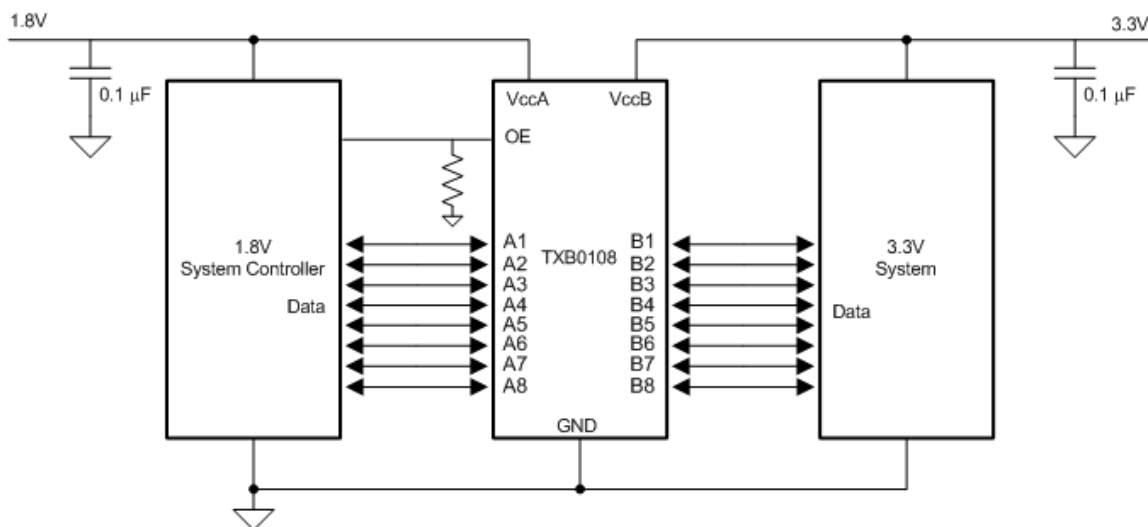 1.8V
3.3V
0.1 µF
VccA
VccB
0.1 µF
OE
1.8V
System Controller
Data
A1
A2
A3
A4
A5
A6
A7
A8
TXB0108
B1
B2
B3
B4
B5
B6
B7
B8
GND
3.3V
System
Data